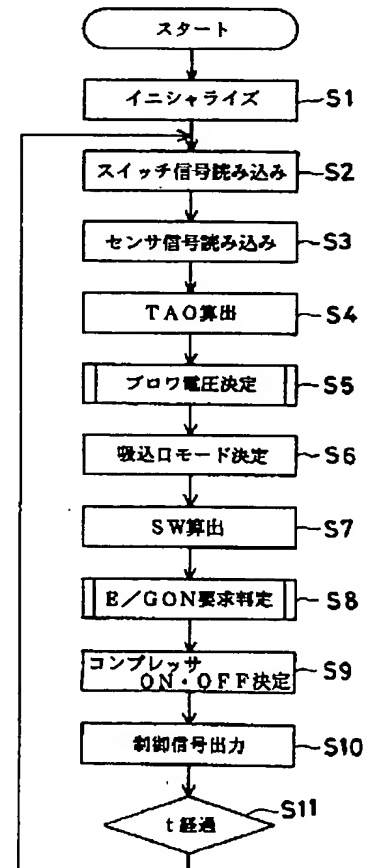 スタート
イニシャライズ S1
スイッチ信号読み込み S2
センサ信号読み込み S3
TAO算出 S4
ブロワ電圧決定 S5
吸込口モード決定 S6
SW算出 S7
E/GON要求判定 S8
コンプレッサ
ON・OFF決定 S9
制御信号出力 S10
t経過 S11